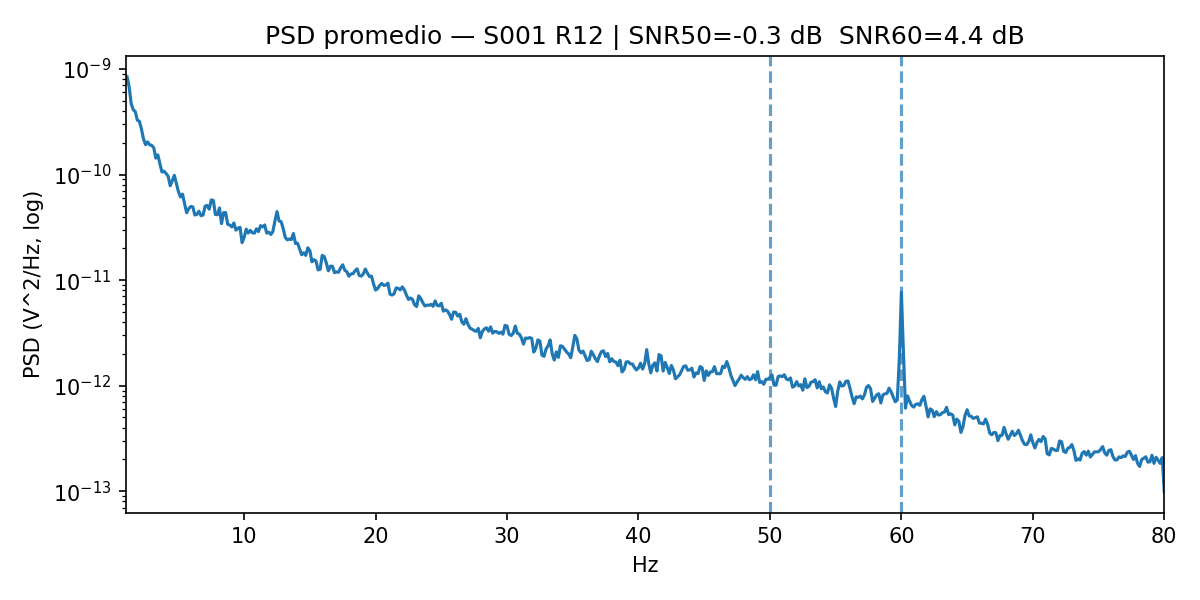 PSD promedio — S001 R12 | SNR50=-0.3 dB  SNR60=4.4 dB
PSD (V^2/Hz, log)
10⁻⁹
10⁻¹⁰
10⁻¹¹
10⁻¹²
10⁻¹³
10 20 30 40 50 60 70 80
Hz